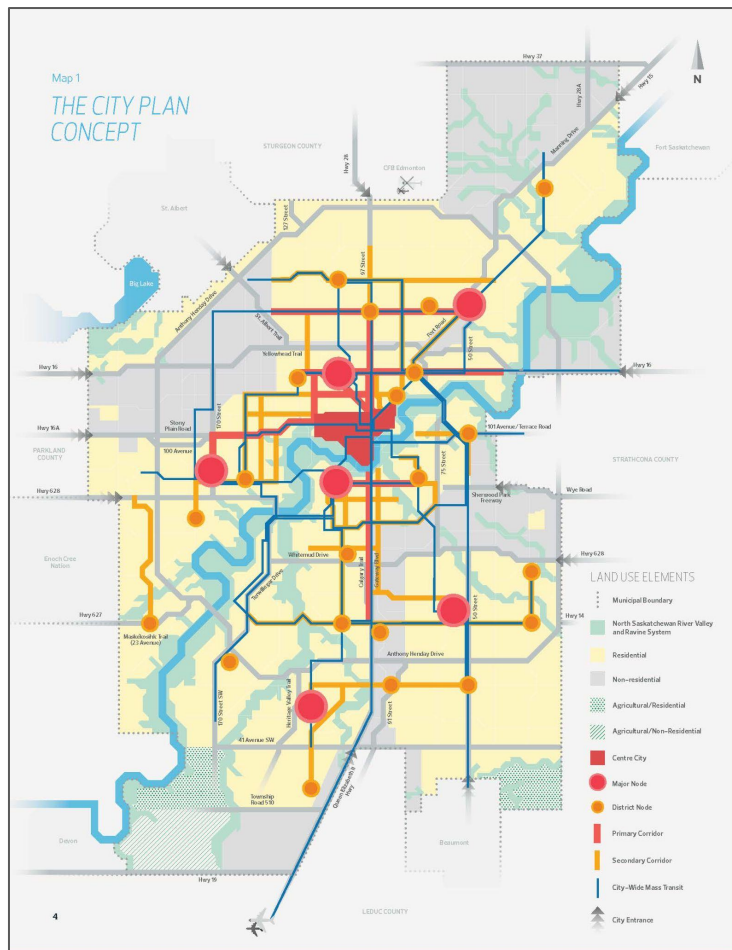 Map 1
THE CITY PLAN
CONCEPT
Hwy 37
Hwy 15
Hwy 28A
N
Manning Drive
STURGEON COUNTY
Hwy 28
CFB Edmonton
Fort Saskatchewan
St. Albert
127 Street
97 Street
Big Lake
Anthony Henday Drive
St. Albert Trail
Fort Road
50 Street
Yellowhead Trail
Hwy 16
Hwy 16
Stony
Plain Road
170 Street
Hwy 16A
100 Avenue
101 Avenue/Terrace Road
PARKLAND
COUNTY
75 Street
STRATHCONA COUNTY
Sherwood Park
Freeway
Wye Road
Hwy 628
Enoch Cree
Nation
Whitemud Drive
Terwillegar Drive
Calgary Trail
Gateway Blvd
Hwy 628
Hwy 627
Maskekosihk Trail
(23 Avenue)
50 Street
Hwy 14
Anthony Henday Drive
170 Street SW
Heritage Valley Trail
91 Street
41 Avenue SW
Queen Elizabeth II
Hwy
Township
Road 510
Devon
Beaumont
Hwy 19
LEDUC COUNTY
LAND USE ELEMENTS
Municipal Boundary
North Saskatchewan River Valley
and Ravine System
Residential
Non-residential
Agricultural/Residential
Agricultural/Non-Residential
Centre City
Major Node
District Node
Primary Corridor
Secondary Corridor
City-Wide Mass Transit
City Entrance
4